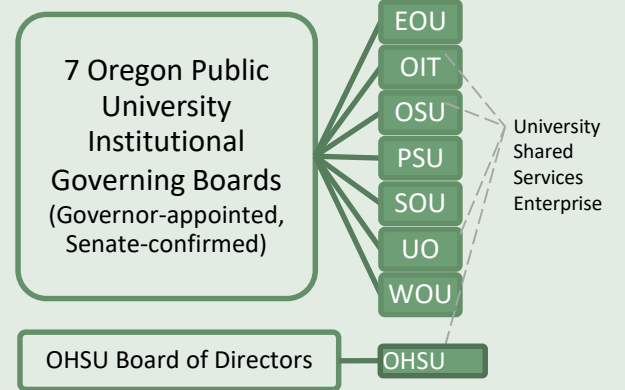 7 Oregon Public
University
Institutional
Governing Boards
(Governor-appointed,
Senate-confirmed)
EOU
OIT
OSU
PSU
SOU
UO
WOU
University
Shared
Services
Enterprise
OHSU Board of Directors
OHSU